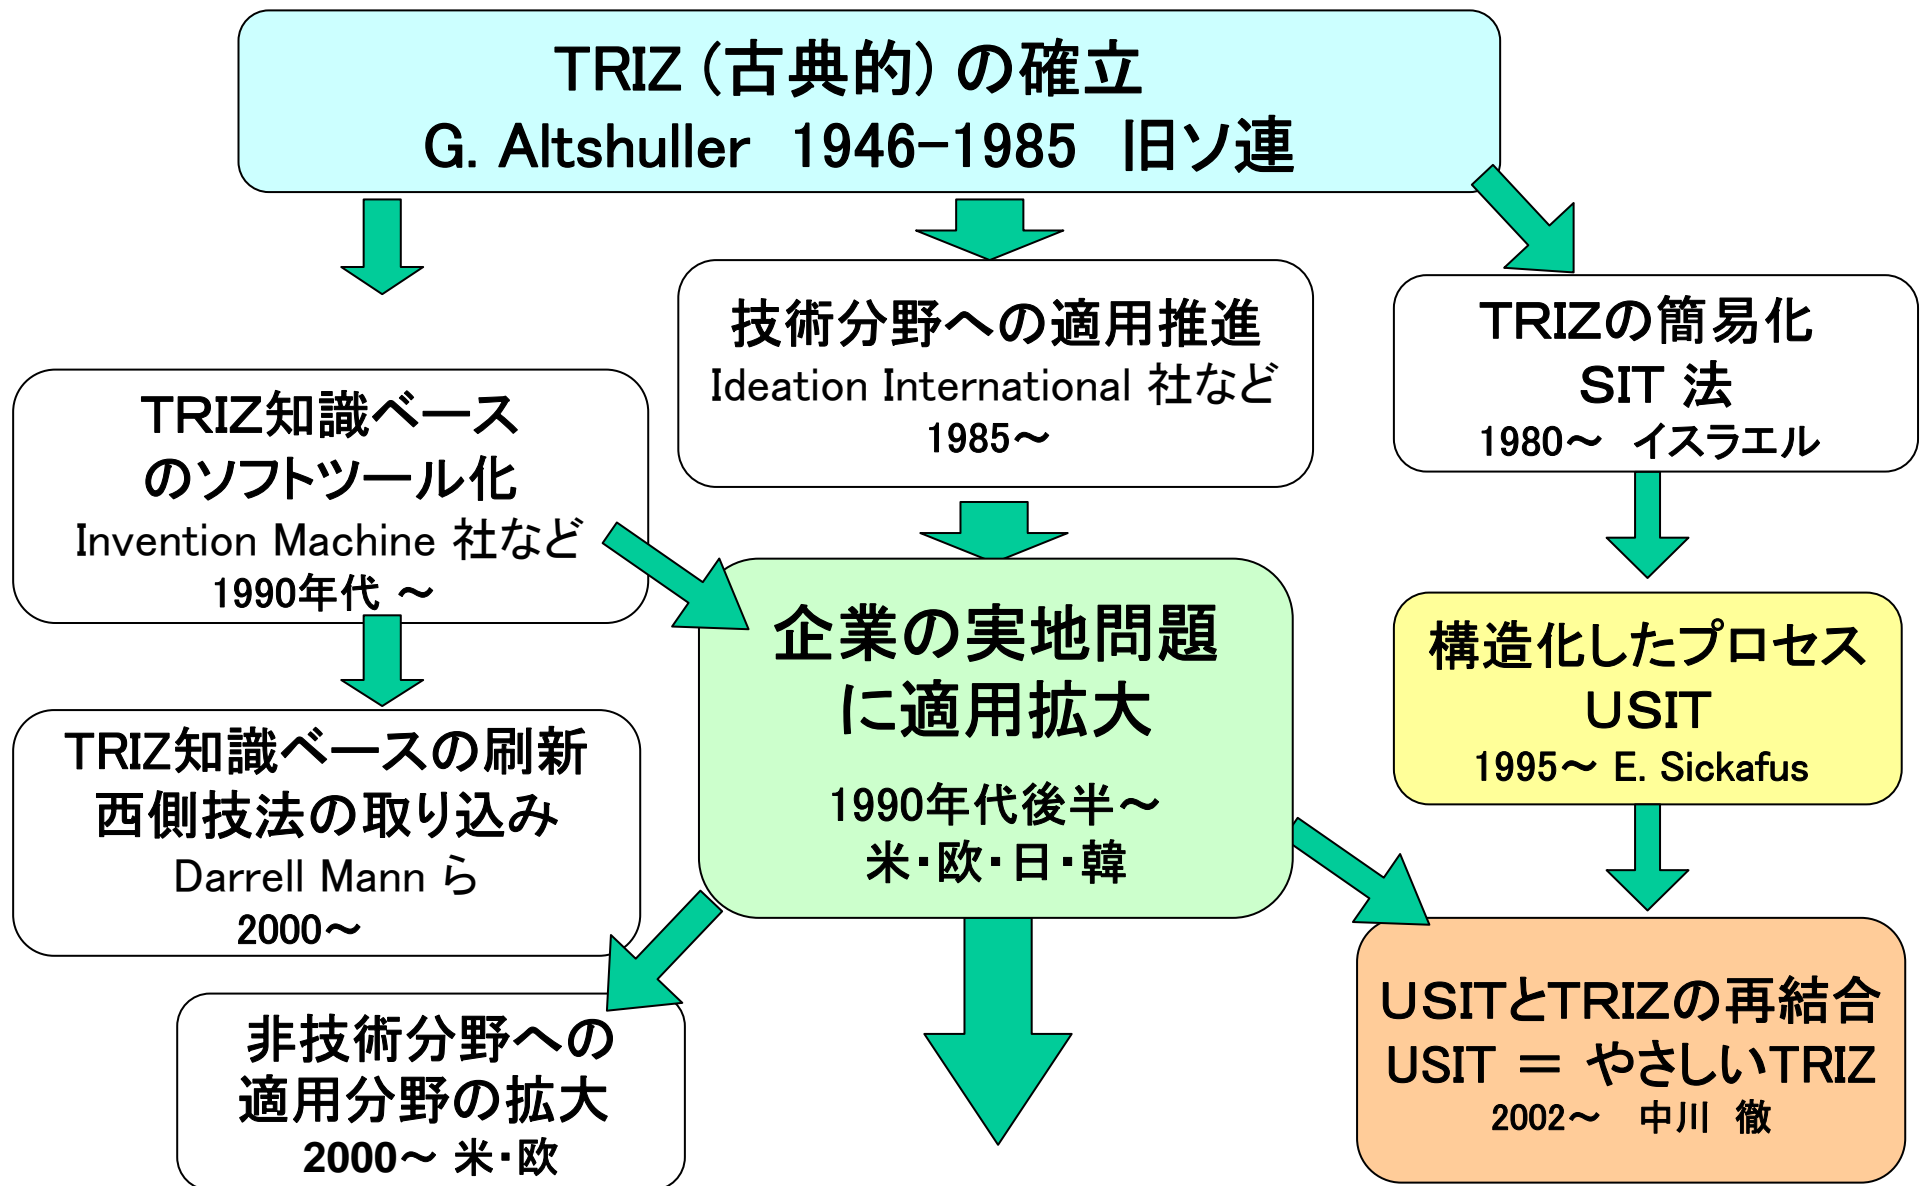 TRIZ (古典的) の確立
G. Altshuller 1946-1985 旧ソ連
技術分野への適用推進
Ideation International 社など
1985～
TRIZの簡易化
SIT 法
1980～ イスラエル
TRIZ知識ベース
のソフトツール化
Invention Machine 社など
1990年代 ～
企業の実地問題
に適用拡大
1990年代後半～
米・欧・日・韓
構造化したプロセス
USIT
1995～ E. Sickafus
TRIZ知識ベースの刷新
西側技法の取り込み
Darrell Mann ら
2000～
非技術分野への
適用分野の拡大
2000～ 米・欧
USITとTRIZの再結合
USIT ＝ やさしいTRIZ
2002～ 中川 徹